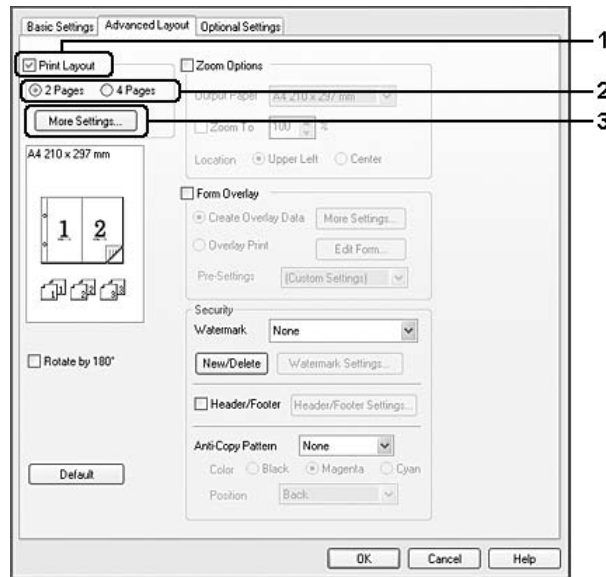 Basic Settings Advanced Layout Optional Settings
1
Print Layout
Zoom Options
2 Pages 4 Pages
2
Output Paper A4 210 x 297 mm
More Settings...
3
Zoom To 100 %
A4 210 x 297 mm
Location Upper Left Center
Form Overlay
1 2
Create Overlay Data More Settings...
Overlay Print Edit Form...
Pre-Settings (Custom Settings)
Security
Watermark None
Rotate by 180°
New/Delete Watermark Settings...
Header/Footer Header/Footer Settings...
Anti-Copy Pattern None
Default
Color Black Magenta Cyan
Position Back
OK Cancel Help